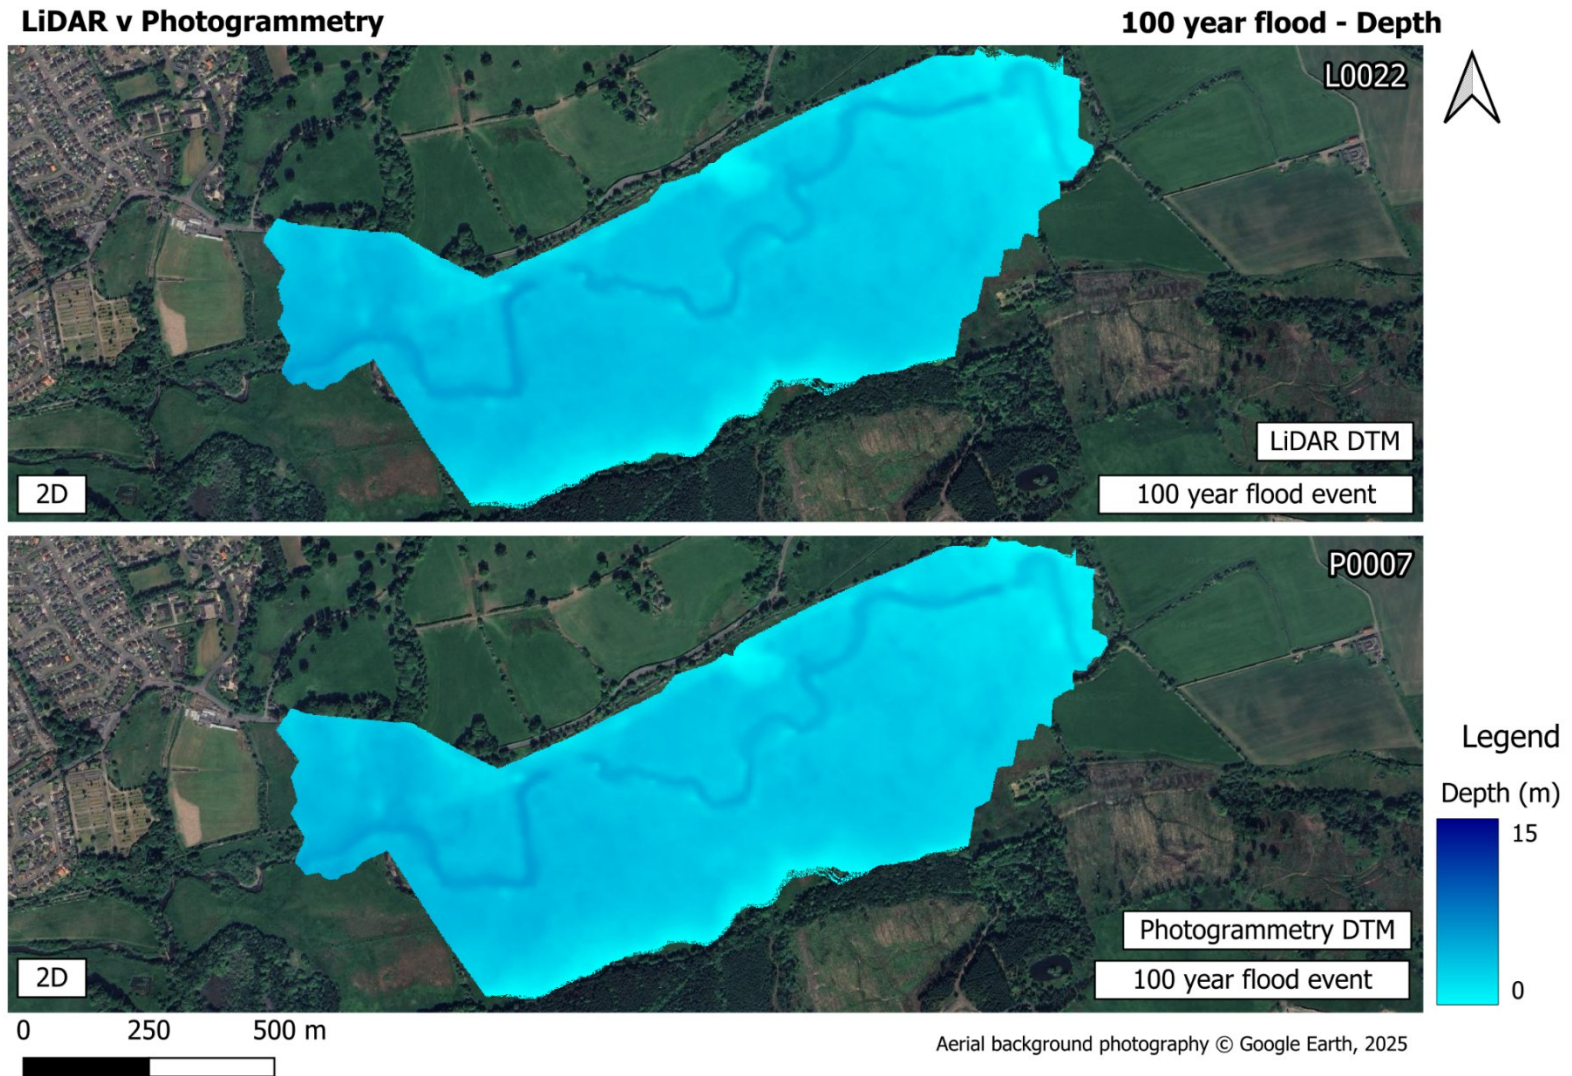 LiDAR v Photogrammetry
100 year flood - Depth
L0022
LiDAR DTM
2D
100 year flood event
P0007
Legend
Depth (m)
15
0
Photogrammetry DTM
2D
100 year flood event
0 250 500 m
Aerial background photography © Google Earth, 2025